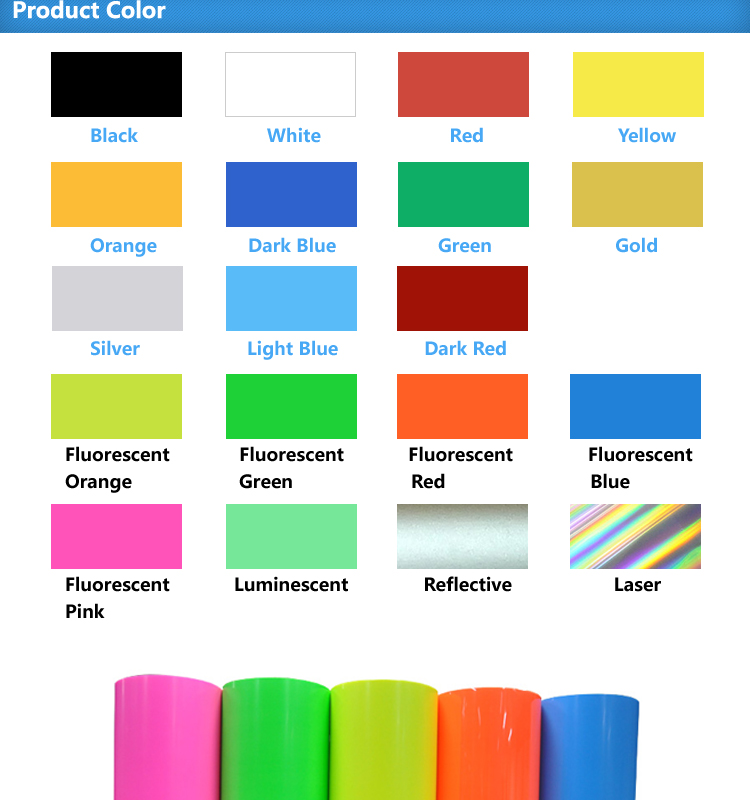 Product Color
Black
White
Red
Yellow
Orange
Dark Blue
Green
Gold
Silver
Light Blue
Dark Red
Fluorescent
Orange
Fluorescent
Green
Fluorescent
Red
Fluorescent
Blue
Fluorescent
Pink
Luminescent
Reflective
Laser